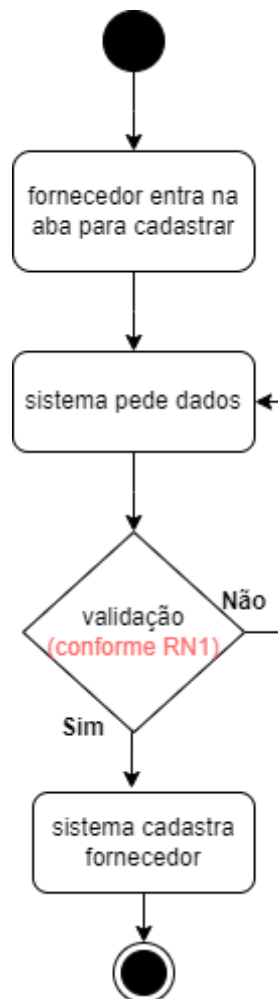 fornecedor entra na
aba para cadastrar
sistema pede dados
validação
(conforme RN1)
Não
Sim
sistema cadastra
fornecedor